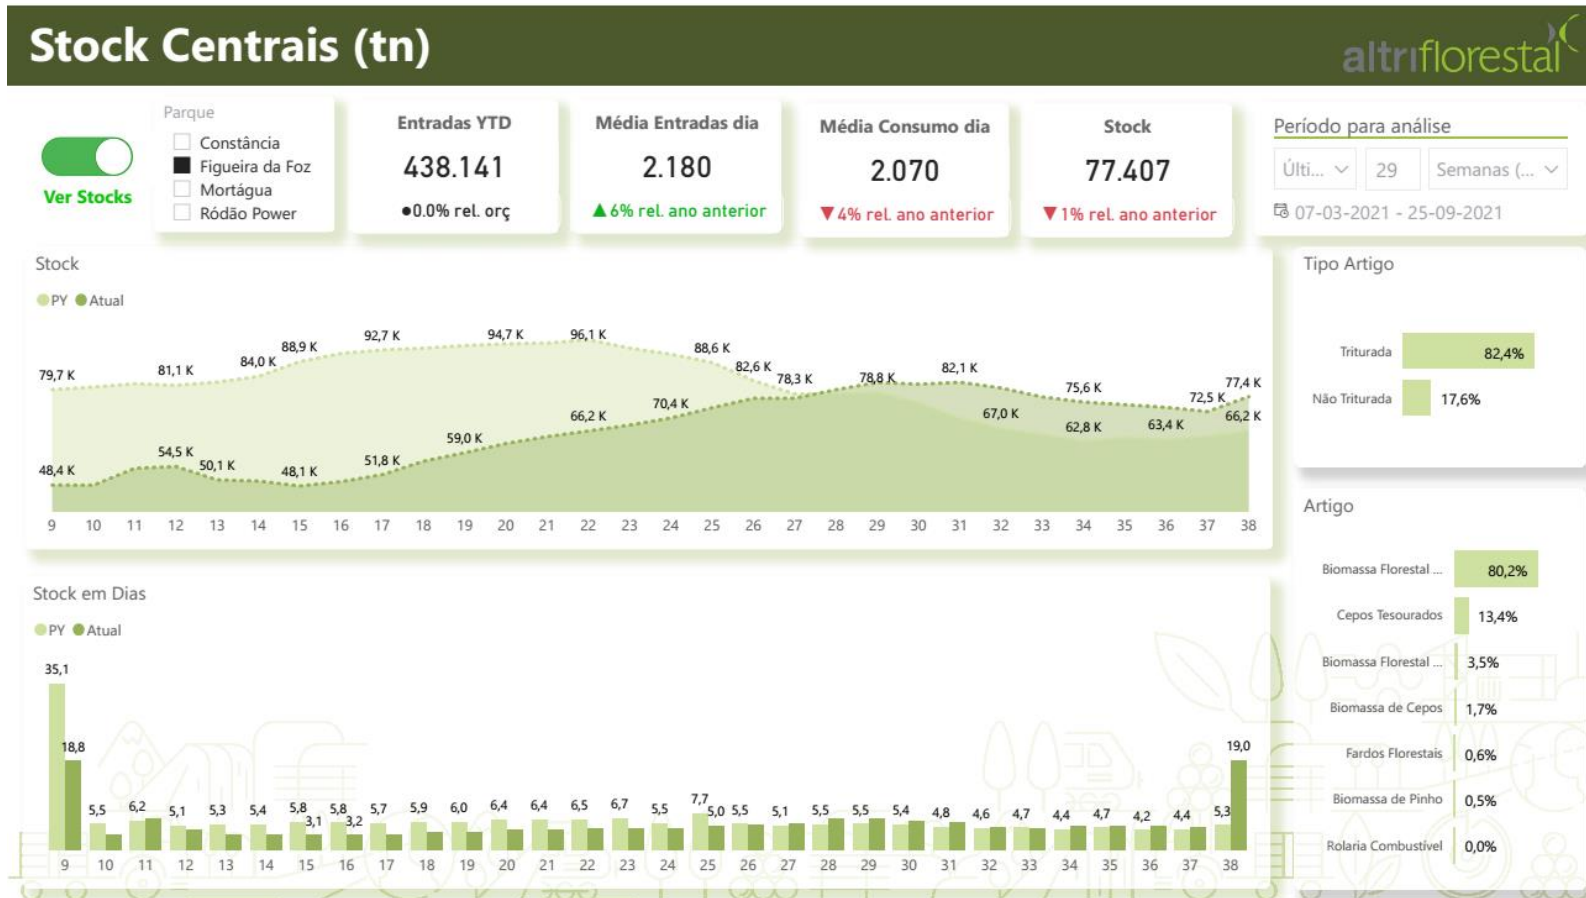 Stock Centrais (tn)
altriflorestal
Ver Stocks
Parque
Constância
Figueira da Foz
Mortágua
Ródão Power
Entradas YTD
438.141
●0.0% rel. orç
Média Entradas dia
2.180
▲6% rel. ano anterior
Média Consumo dia
2.070
▼4% rel. ano anterior
Stock
77.407
▼1% rel. ano anterior
Período para análise
Últi... 29 Semanas (...
07-03-2021 - 25-09-2021
Stock
PY Atual
79,7 K 81,1 K 84,0 K 88,9 K 92,7 K 94,7 K 96,1 K 88,6 K 82,6 K 78,3 K 78,8 K 82,1 K 75,6 K 72,5 K 77,4 K
48,4 K 54,5 K 50,1 K 48,1 K 51,8 K 59,0 K 66,2 K 70,4 K 67,0 K 62,8 K 63,4 K 66,2 K
9 10 11 12 13 14 15 16 17 18 19 20 21 22 23 24 25 26 27 28 29 30 31 32 33 34 35 36 37 38
Tipo Artigo
Triturada 82,4%
Não Triturada 17,6%
Stock em Dias
PY Atual
35,1 18,8 5,5 6,2 5,1 5,3 5,4 5,8 3,1 5,8 3,2 5,7 5,9 6,0 6,4 6,4 6,5 6,7 5,5 7,7 5,0 5,5 5,1 5,5 5,5 5,4 4,8 4,6 4,7 4,4 4,7 4,2 4,4 5,3 19,0
9 10 11 12 13 14 15 16 17 18 19 20 21 22 23 24 25 26 27 28 29 30 31 32 33 34 35 36 37 38
Artigo
Biomassa Florestal ... 80,2%
Cepos Tesourados 13,4%
Biomassa Florestal ... 3,5%
Biomassa de Cepos 1,7%
Fardos Florestais 0,6%
Biomassa de Pinho 0,5%
Rolaria Combustível 0,0%